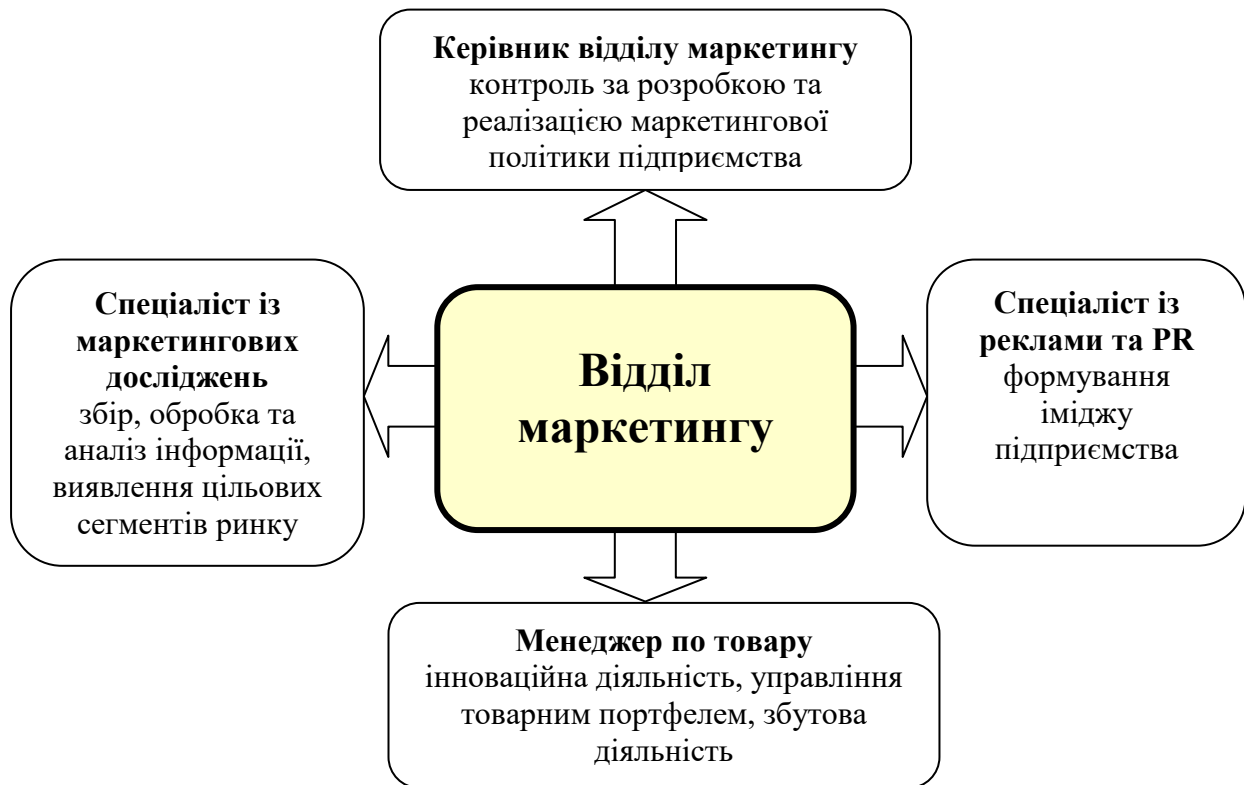 Керівник відділу маркетингу
контроль за розробкою та
реалізацією маркетингової
політики підприємства
Спеціаліст із
маркетингових
досліджень
збір, обробка та
аналіз інформації,
виявлення цільових
сегментів ринку
Відділ
маркетингу
Спеціаліст із
реклами та PR
формування
іміджу
підприємства
Менеджер по товару
інноваційна діяльність, управління
товарним портфелем, збутова
діяльність